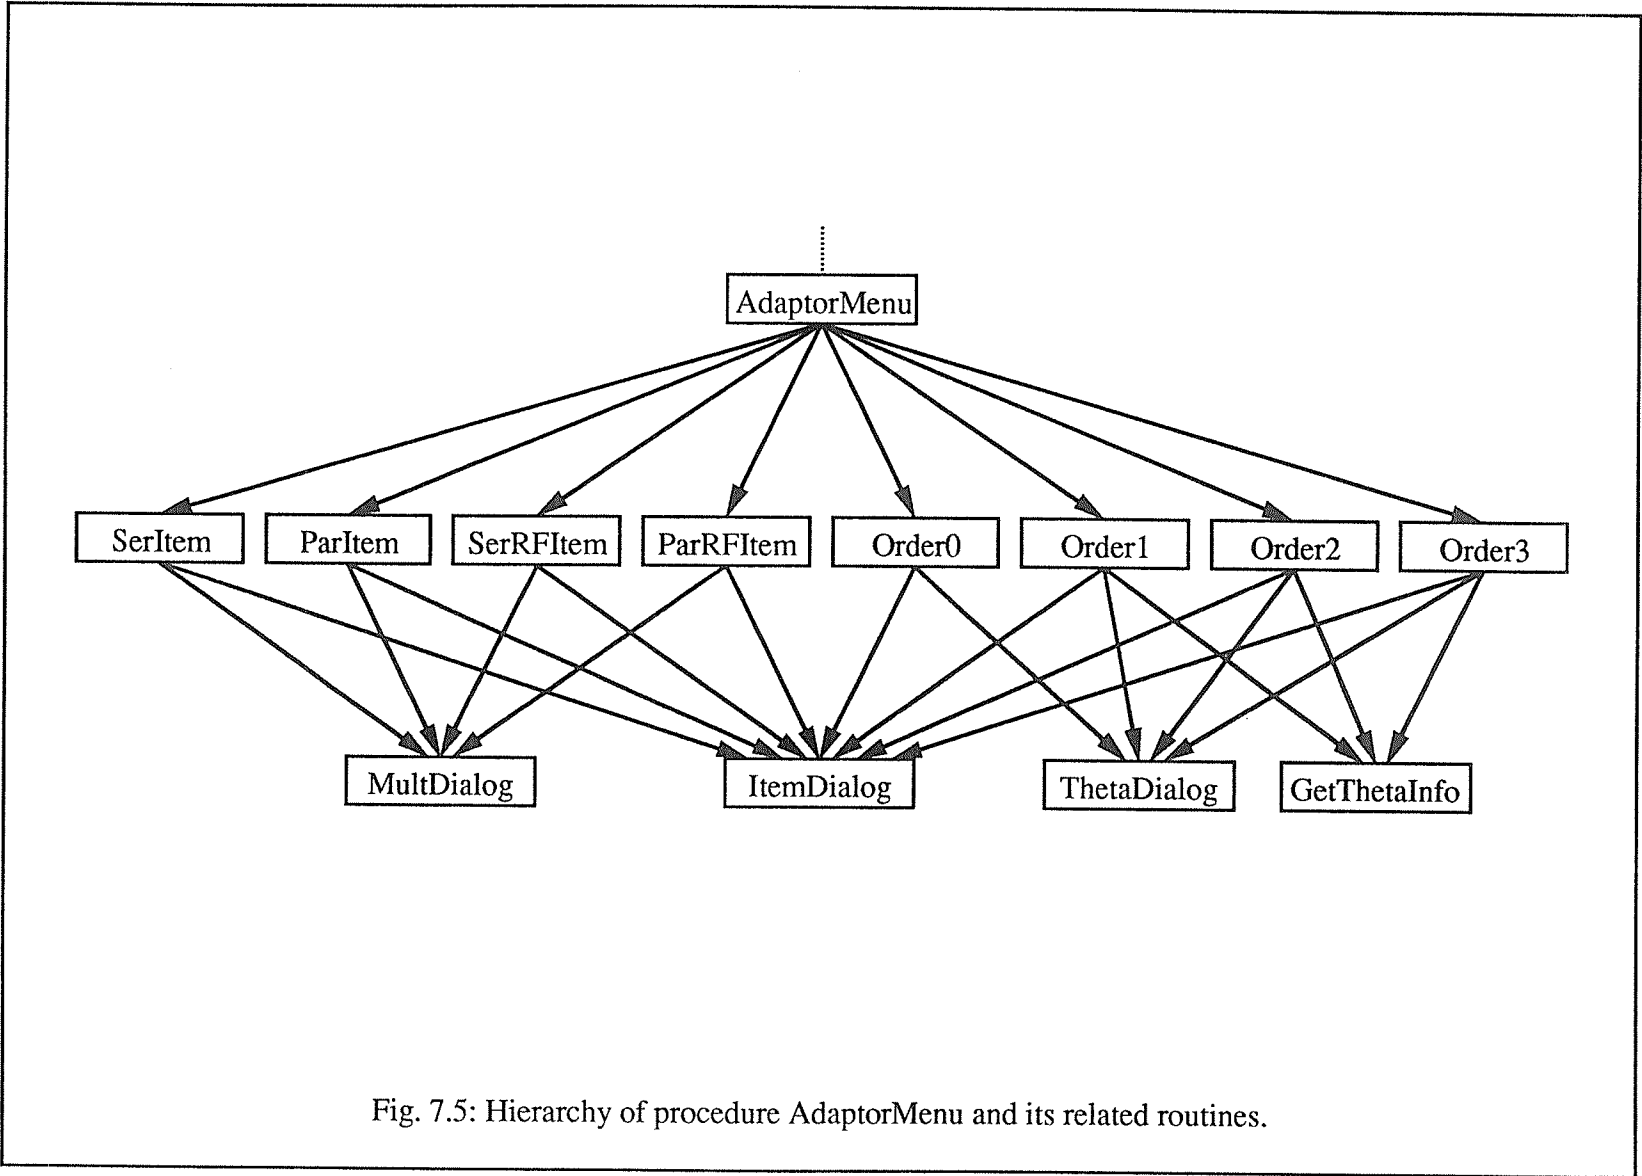 AdaptorMenu
SerItem
ParItem
SerRFItem
ParRFItem
Order0
Order1
Order2
Order3
MultDialog
ItemDialog
ThetaDialog
GetThetaInfo
Fig. 7.5: Hierarchy of procedure AdaptorMenu and its related routines.